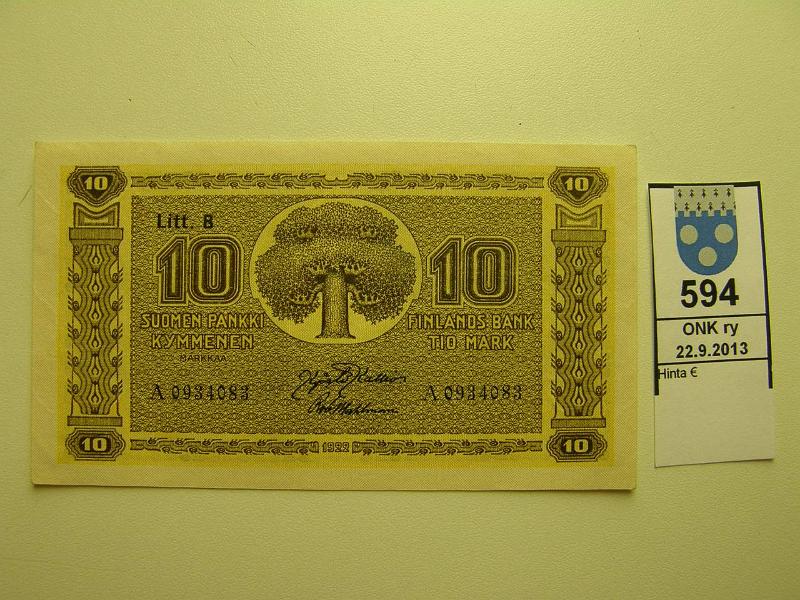 10 10
Litt. B
10 10
SUOMEN PANKKI FINLANDS BANK
KYMMENEN TIO MARK
MARKKAA
A 0934083 A 0934083
10 1922 10
594
ONK ry
22.9.2013
Hinta €